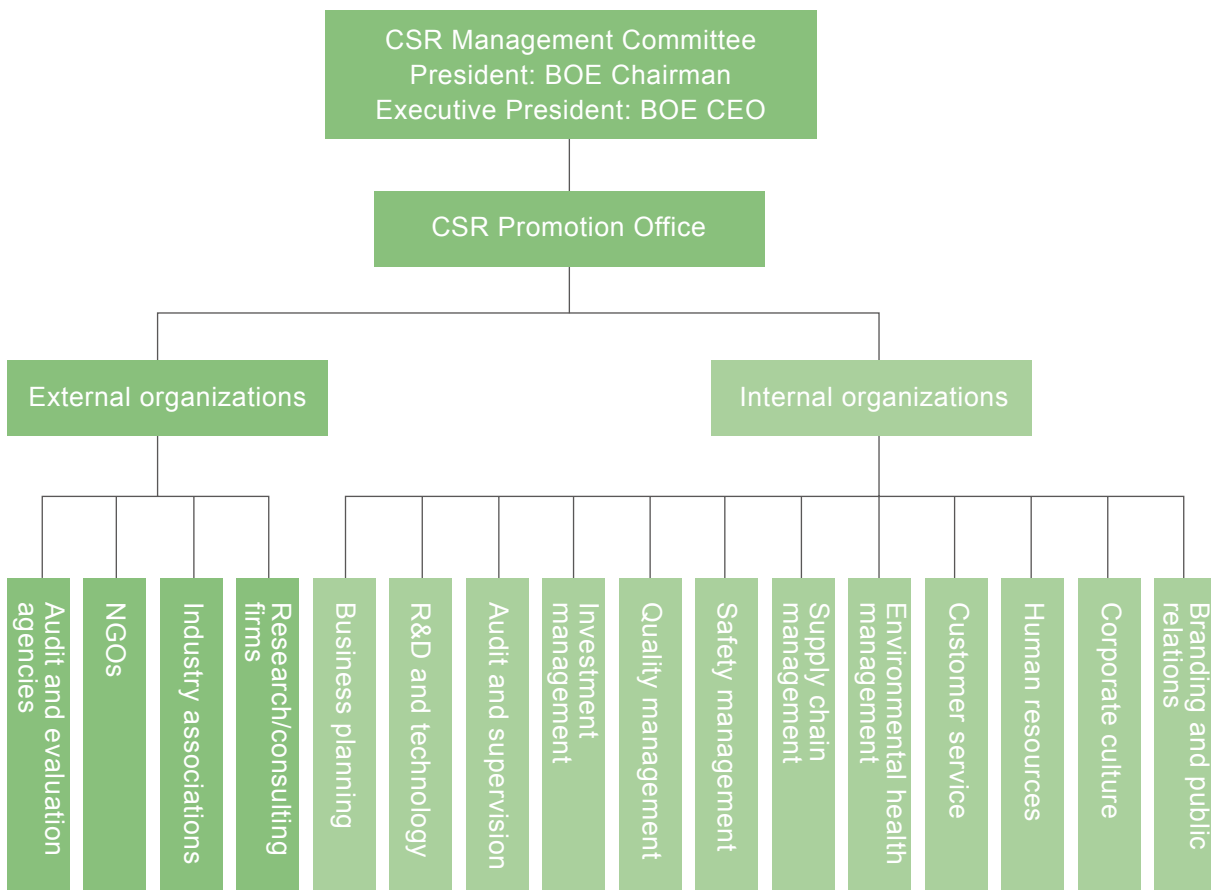 CSR Management Committee
President: BOE Chairman
Executive President: BOE CEO
CSR Promotion Office
External organizations
Internal organizations
Audit and evaluation
agencies
NGOs
Industry associations
Research/consulting
firms
Business planning
R&D and technology
Audit and supervision
Investment
management
Quality management
Safety management
Supply chain
management
Environmental health
management
Customer service
Human resources
Corporate culture
Branding and public
relations